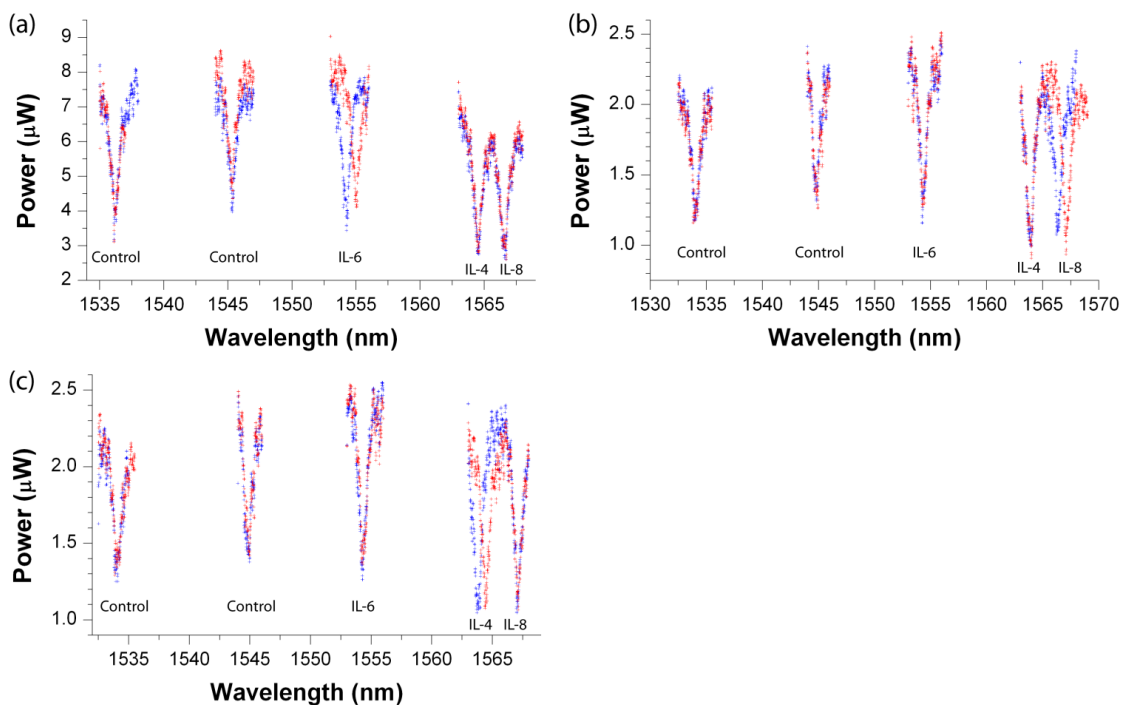 (a)
9
8
7
6
5
4
3
2
Power (μW)
Control
Control
IL-6
IL-4
IL-8
1535
1540
1545
1550
1555
1560
1565
Wavelength (nm)
(b)
2.5
2.0
1.5
1.0
Power (μW)
Control
Control
IL-6
IL-4
IL-8
1530
1535
1540
1545
1550
1555
1560
1565
1570
Wavelength (nm)
(c)
2.5
2.0
1.5
1.0
Power (μW)
Control
Control
IL-6
IL-4
IL-8
1535
1540
1545
1550
1555
1560
1565
Wavelength (nm)